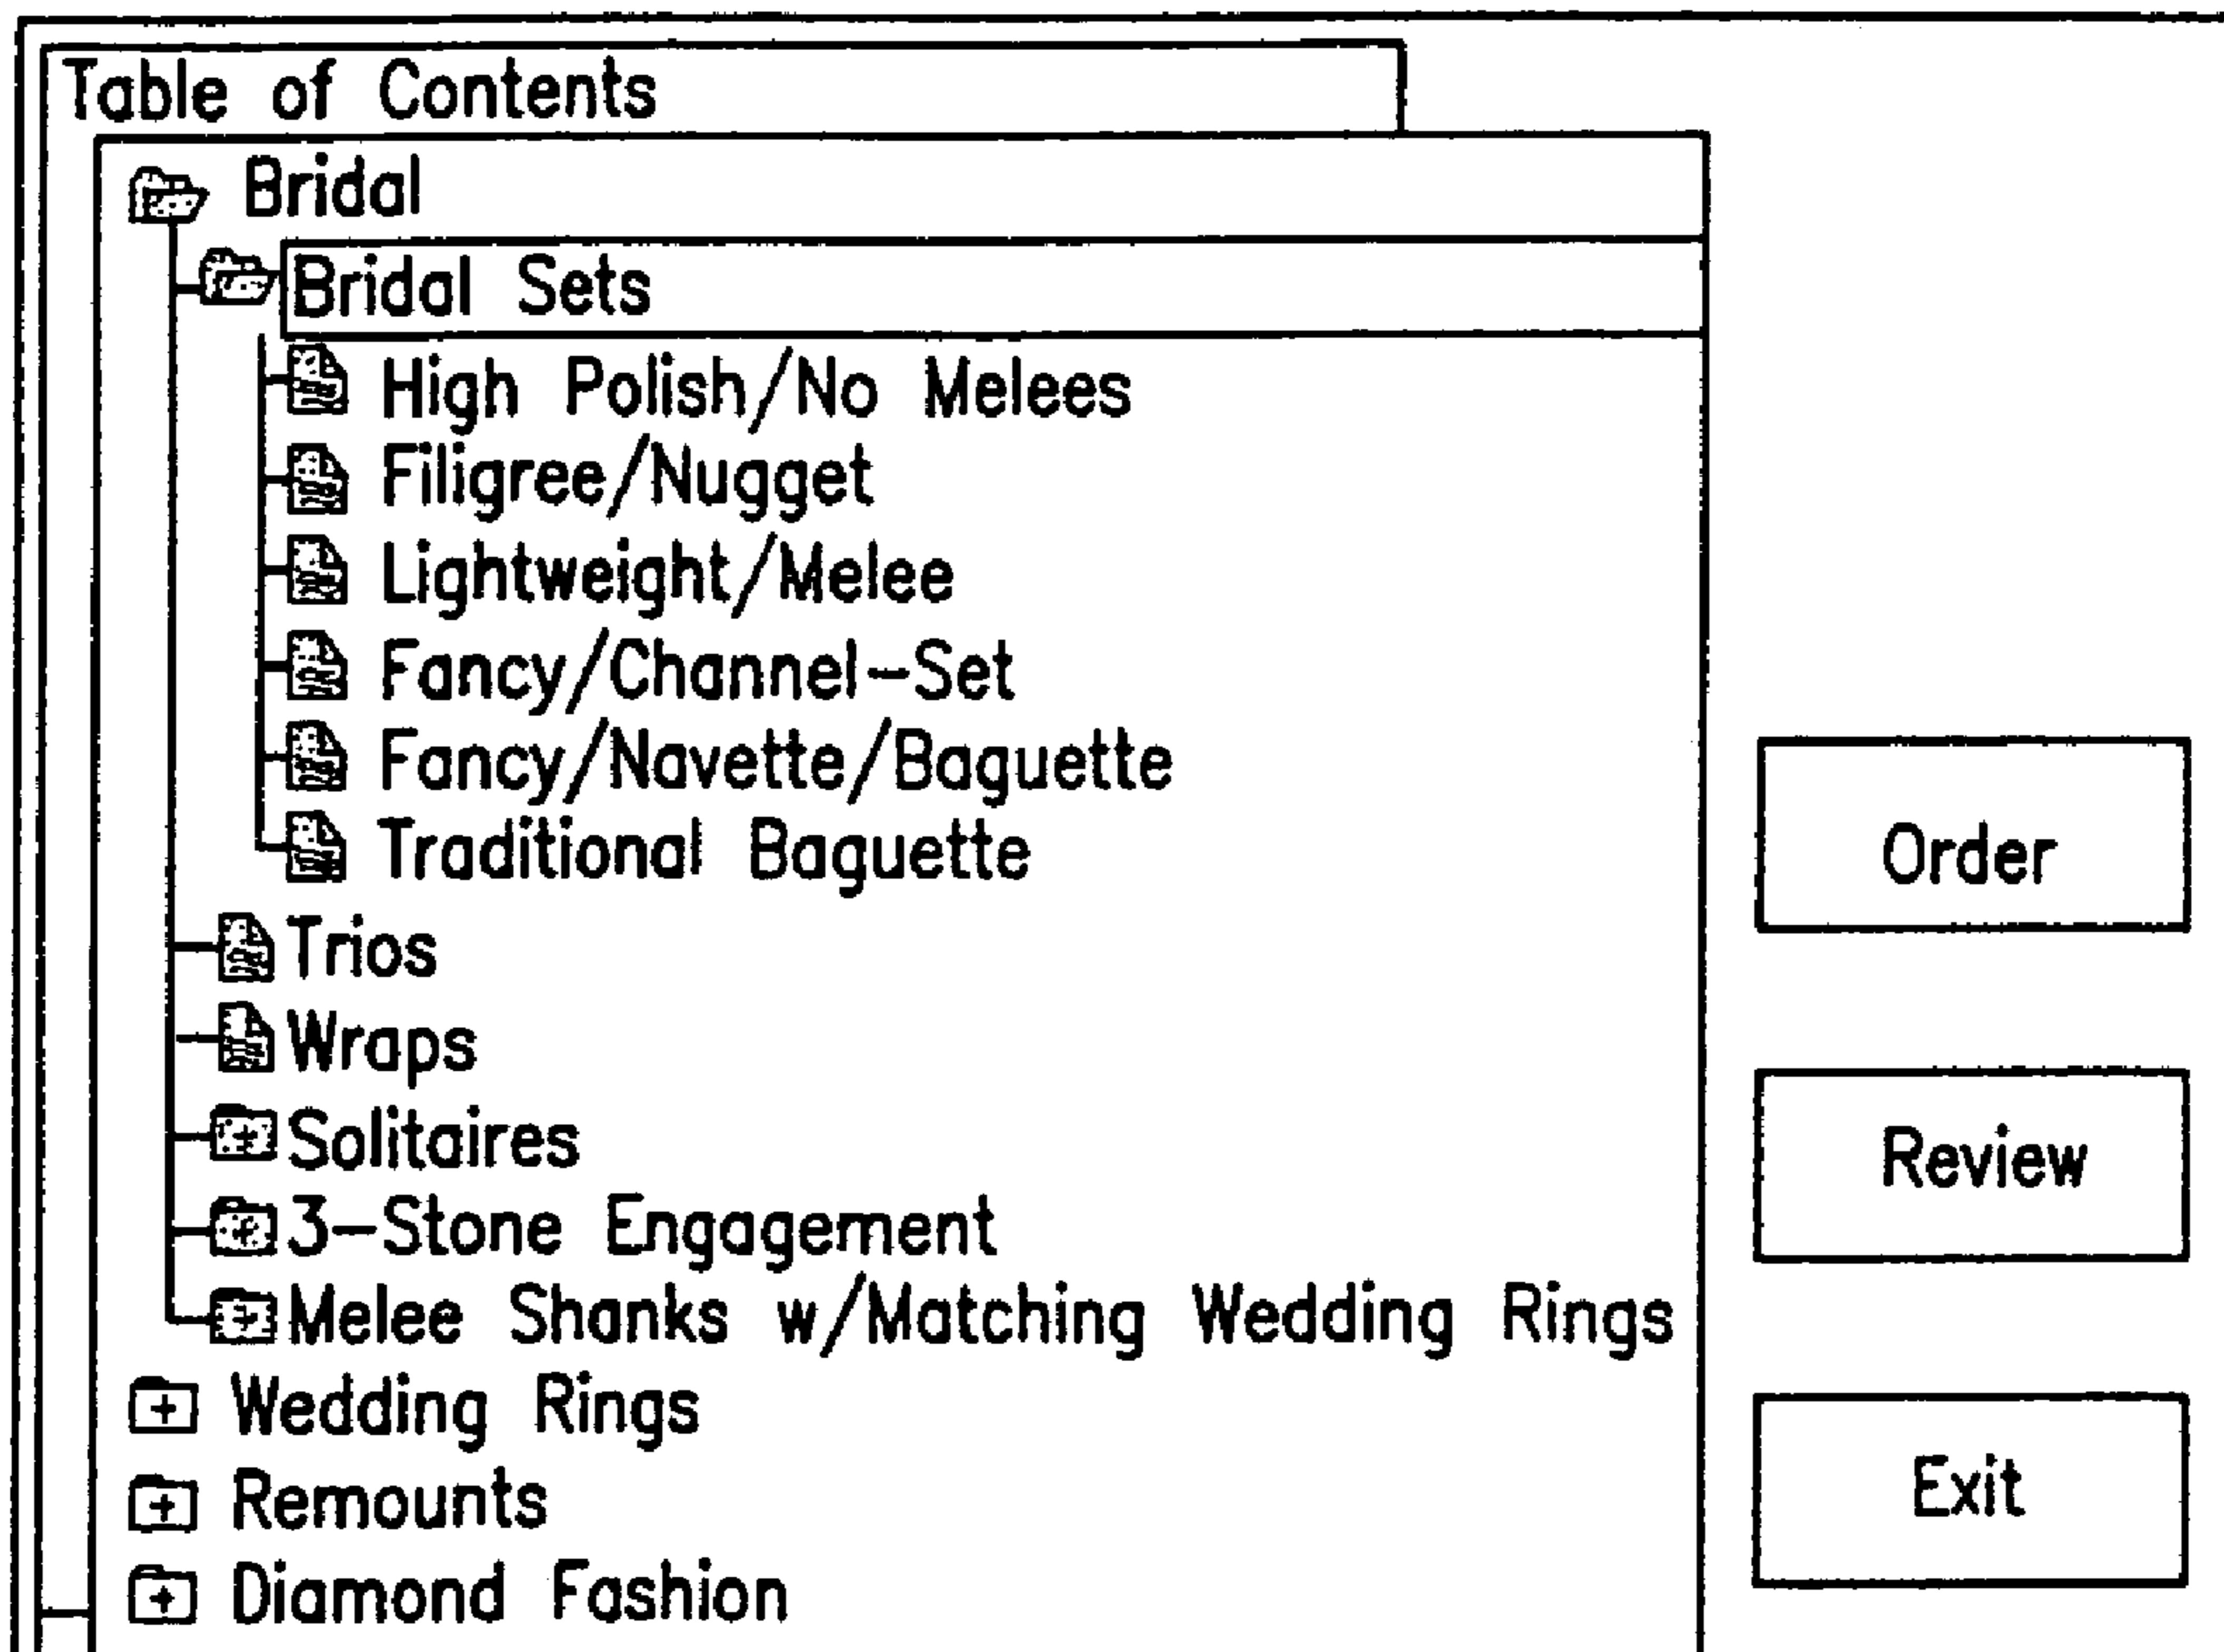 Table of Contents
Bridal
Bridal Sets
High Polish/No Melees
Filigree/Nugget
Lightweight/Melee
Fancy/Channel-Set
Fancy/Navette/Baguette
Traditional Baguette
Trios
Wraps
Solitaires
3-Stone Engagement
Melee Shanks w/Matching Wedding Rings
Wedding Rings
Remounts
Diamond Fashion
Order
Review
Exit